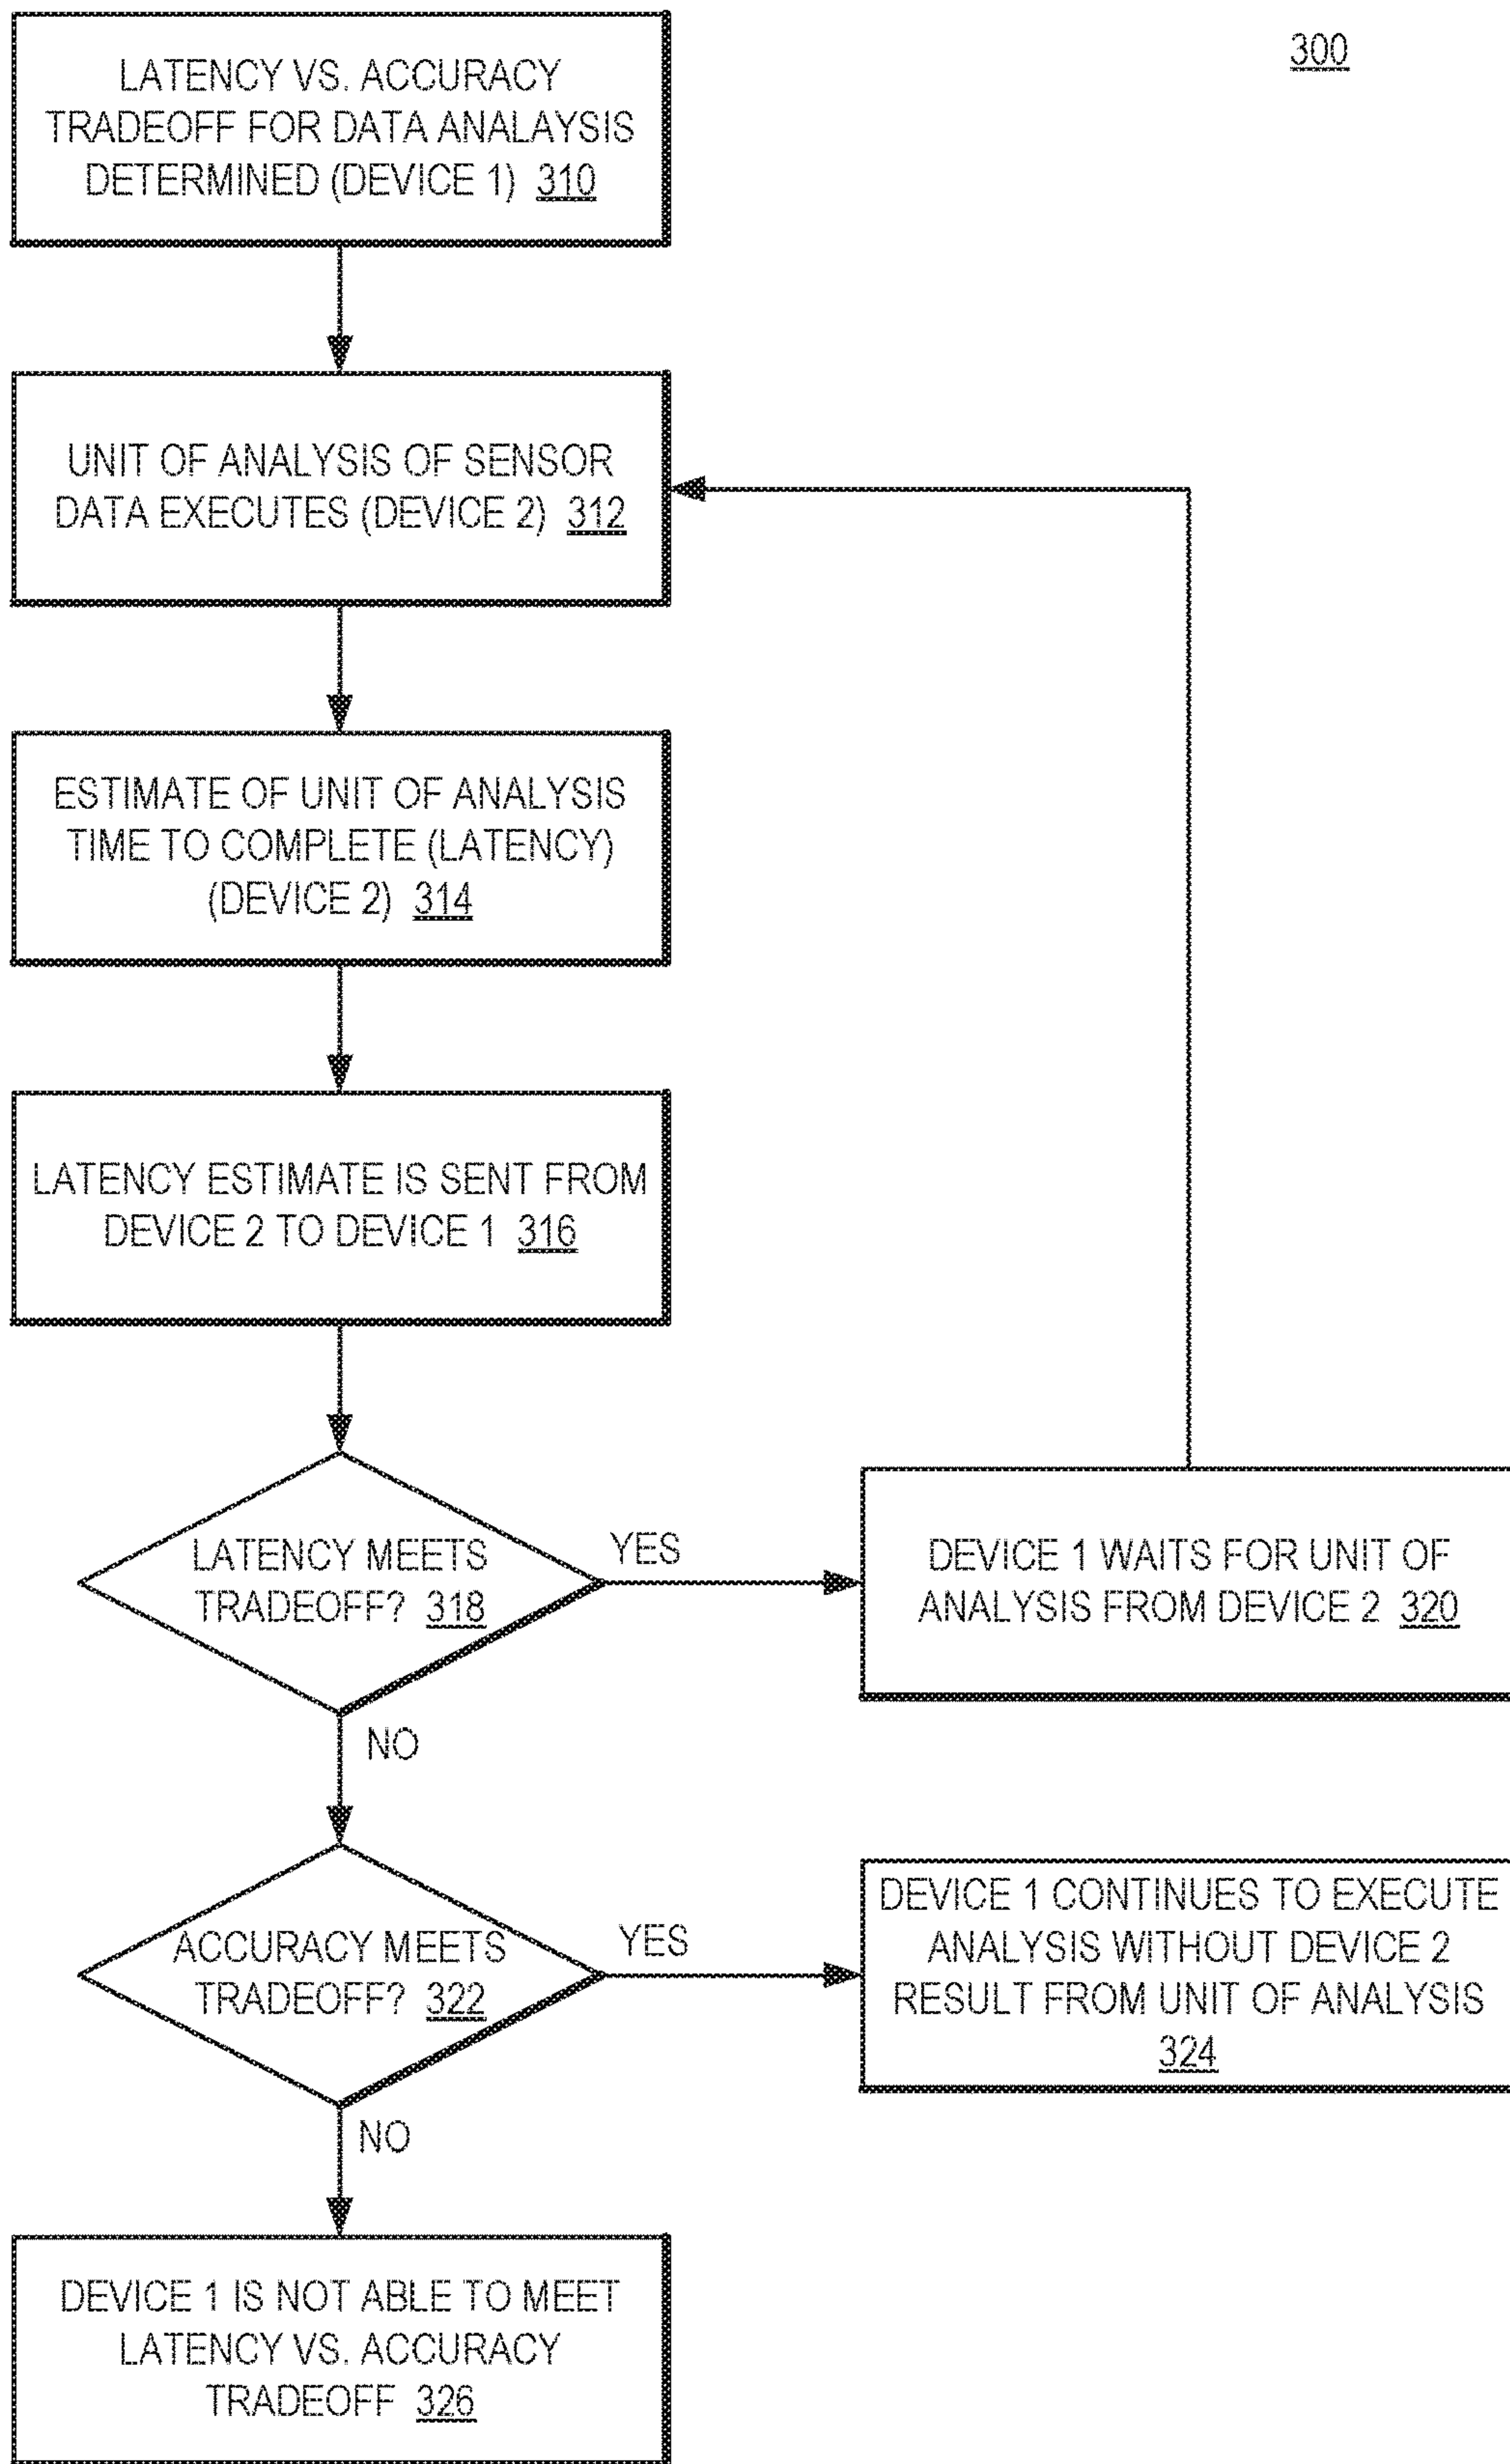 300
LATENCY VS. ACCURACY
TRADEOFF FOR DATA ANALAYSIS
DETERMINED (DEVICE 1) 310
UNIT OF ANALYSIS OF SENSOR
DATA EXECUTES (DEVICE 2) 312
ESTIMATE OF UNIT OF ANALYSIS
TIME TO COMPLETE (LATENCY)
(DEVICE 2) 314
LATENCY ESTIMATE IS SENT FROM
DEVICE 2 TO DEVICE 1 316
LATENCY MEETS
TRADEOFF? 318
YES
DEVICE 1 WAITS FOR UNIT OF
ANALYSIS FROM DEVICE 2 320
NO
ACCURACY MEETS
TRADEOFF? 322
YES
DEVICE 1 CONTINUES TO EXECUTE
ANALYSIS WITHOUT DEVICE 2
RESULT FROM UNIT OF ANALYSIS
324
NO
DEVICE 1 IS NOT ABLE TO MEET
LATENCY VS. ACCURACY
TRADEOFF 326